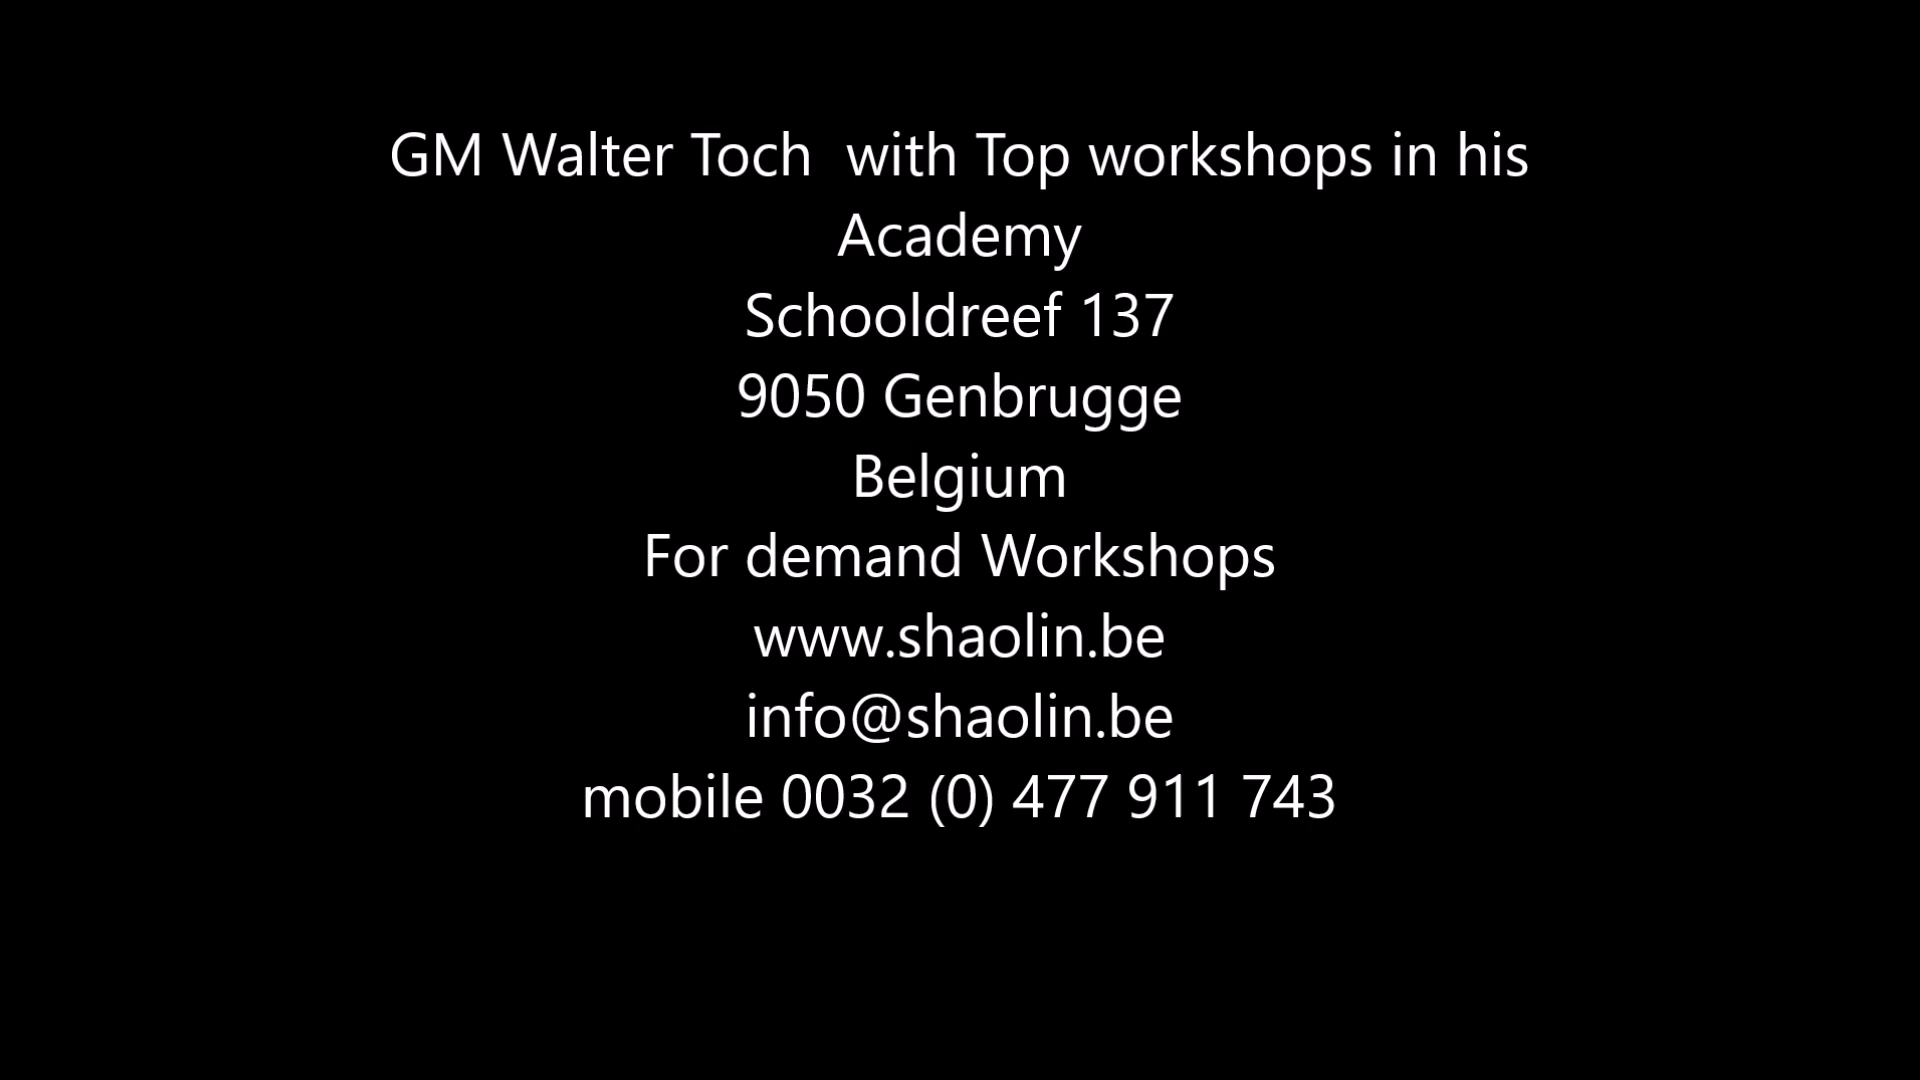 GM Walter Toch  with Top workshops in his
Academy
Schooldreef 137
9050 Genbrugge
Belgium
For demand Workshops
www.shaolin.be
info@shaolin.be
mobile 0032 (0) 477 911 743